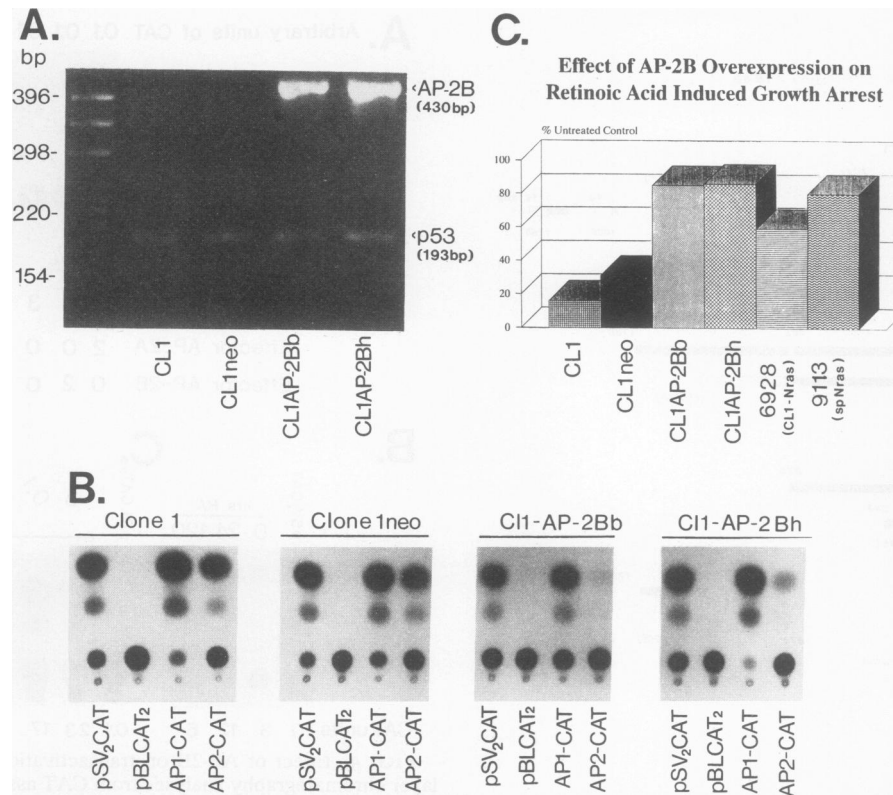 A.
bp
396-
298-
220-
154-
‹AP-2B
(430bp)
‹p53
(193bp)
CL1
CL1neo
CL1AP-2Bb
CL1AP-2Bh
C.
Effect of AP-2B Overexpression on
Retinoic Acid Induced Growth Arrest
% Untreated Control
100
80
60
40
20
0
CL1
CL1neo
CL1AP-2Bb
CL1AP-2Bh
6928
(CL1-Nras)
9113
(spNras)
B.
Clone 1
Clone 1neo
Cl1-AP-2Bb
Cl1-AP-2Bh
pSV₂CAT
pBLCAT₂
AP1-CAT
AP2-CAT
pSV₂CAT
pBLCAT₂
AP1-CAT
AP2-CAT
pSV₂CAT
pBLCAT₂
AP1-CAT
AP2-CAT
pSV₂CAT
pBLCAT₂
AP1-CAT
AP2-CAT